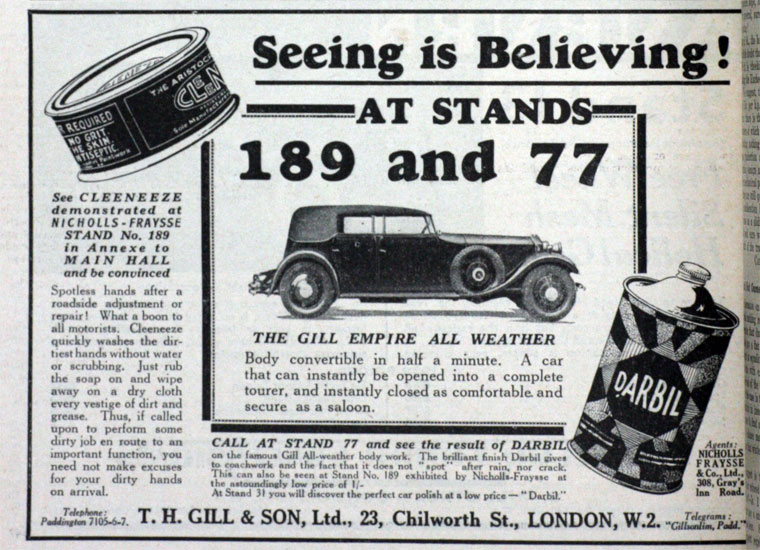 Seeing is Believing!
AT STANDS
189 and 77
THE ARISTOC
CLEEN
Sole Manufactur
REQUIRED
NO GRIT.
HE SKIN.
NTISEPTIC.
Paintwork
See CLEENEEZE
demonstrated at
NICHOLLS-FRAYSSE
STAND No. 189
in Annexe to
MAIN HALL
and be convinced
Spotless hands after a
roadside adjustment or
repair! What a boon to
all motorists. Cleeneeze
quickly washes the dir-
tiest hands without water
or scrubbing. Just rub
the soap on and wipe
away on a dry cloth
every vestige of dirt and
grease. Thus, if called
upon to perform some
dirty job en route to an
important function, you
need not make excuses
for your dirty hands
on arrival.
THE GILL EMPIRE ALL WEATHER
Body convertible in half a minute. A car
that can instantly be opened into a complete
tourer, and instantly closed as comfortable and
secure as a saloon.
CALL AT STAND 77 and see the result of DARBIL
on the famous Gill All-weather body work. The brilliant finish Darbil gives
to coachwork and the fact that it does not "spot" after rain, nor crack.
This can also be seen at Stand No. 189 exhibited by Nicholls-Fraysse at
the astoundingly low price of 1/-
At Stand 31 you will discover the perfect car polish at a low price — "Darbil."
DARBIL
Agents:
NICHOLLS
FRAYSSE
& Co., Ltd.,
308, Gray's
Inn Road.
Telephone:
Paddington 7105-6-7.
T. H. GILL & SON, Ltd., 23, Chilworth St., LONDON, W.2.
Telegrams:
"Gillsonlim, Padd."